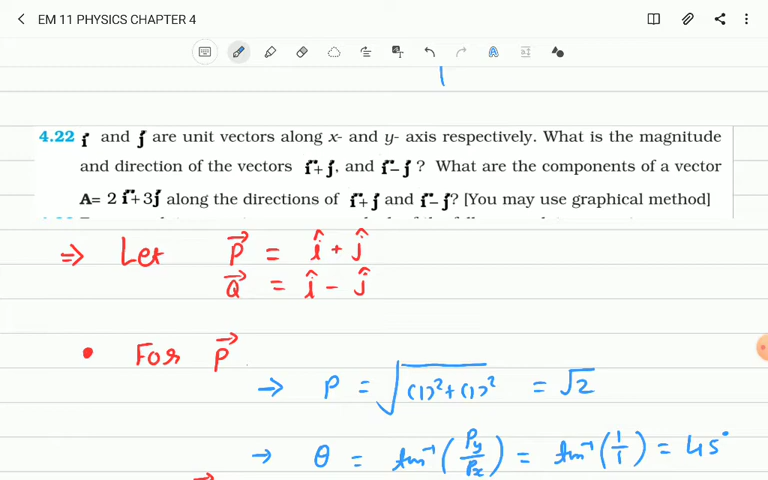 EM 11 PHYSICS CHAPTER 4
4.22 î and ĵ are unit vectors along x- and y- axis respectively. What is the magnitude
and direction of the vectors î+ĵ, and î−ĵ ? What are the components of a vector
A= 2 î+3ĵ along the directions of î+ĵ and î−ĵ? [You may use graphical method]
⇒ Let P⃗ = î + ĵ
Q⃗ = î − ĵ
• For P⃗
→ P = √((1)²+(1)²) = √2
→ θ = tan⁻¹(Py/Px) = tan⁻¹(1/1) = 45°